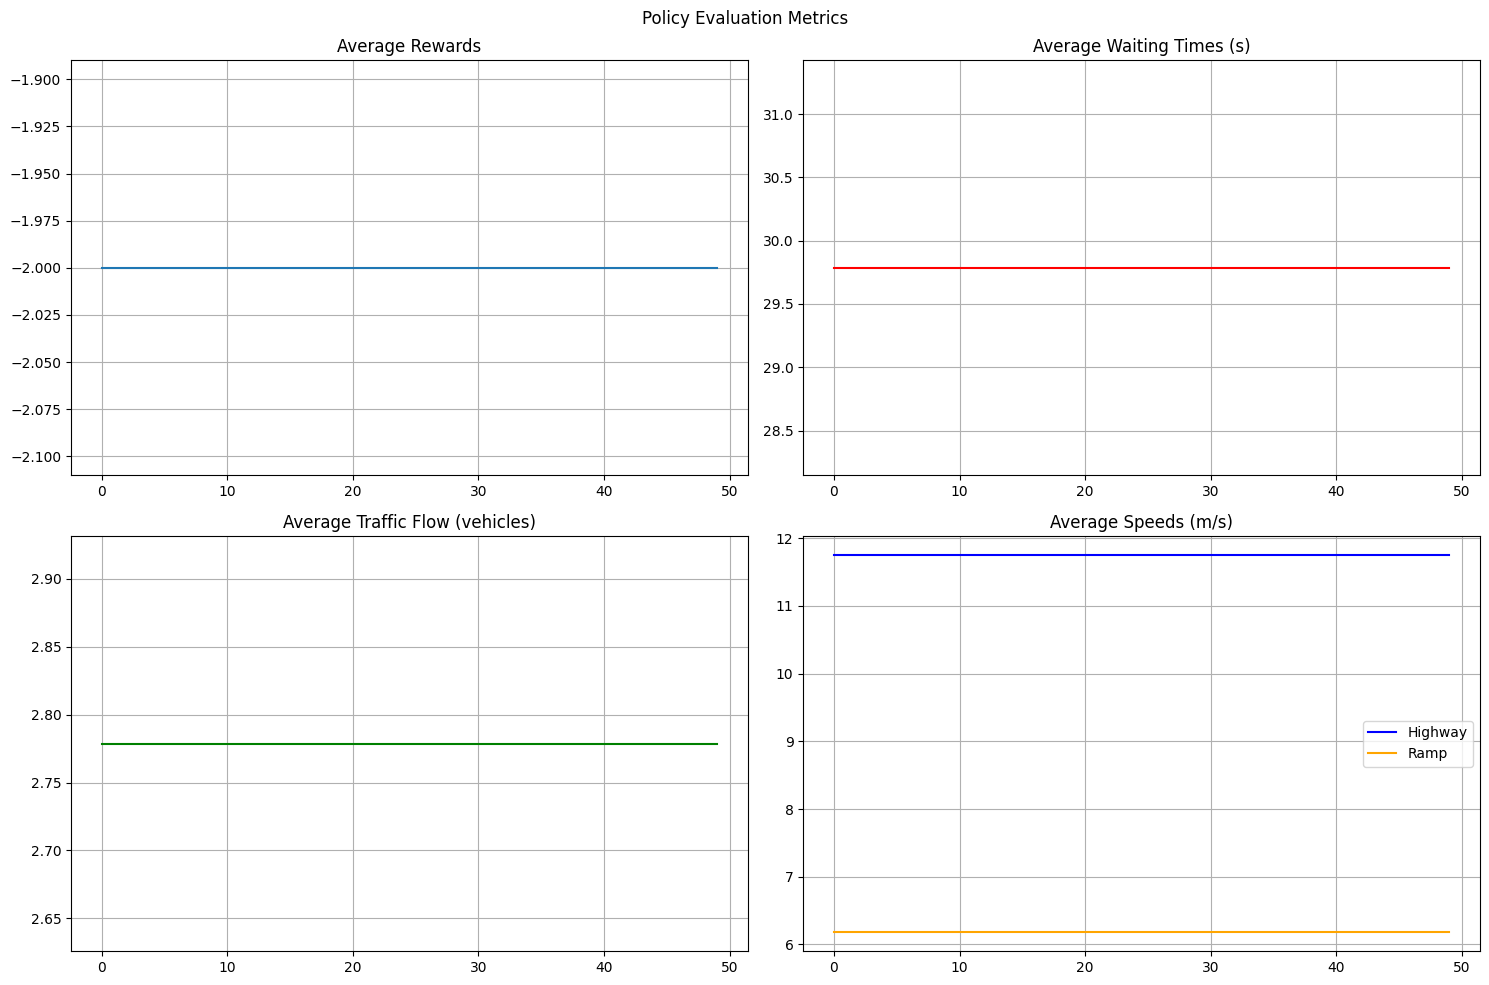 Policy Evaluation Metrics
Average Rewards
−1.900
−1.925
−1.950
−1.975
−2.000
−2.025
−2.050
−2.075
−2.100
0 10 20 30 40 50
Average Waiting Times (s)
31.0
30.5
30.0
29.5
29.0
28.5
0 10 20 30 40 50
Average Traffic Flow (vehicles)
2.90
2.85
2.80
2.75
2.70
2.65
0 10 20 30 40 50
Average Speeds (m/s)
12
11
10
9
8
7
6
Highway
Ramp
0 10 20 30 40 50